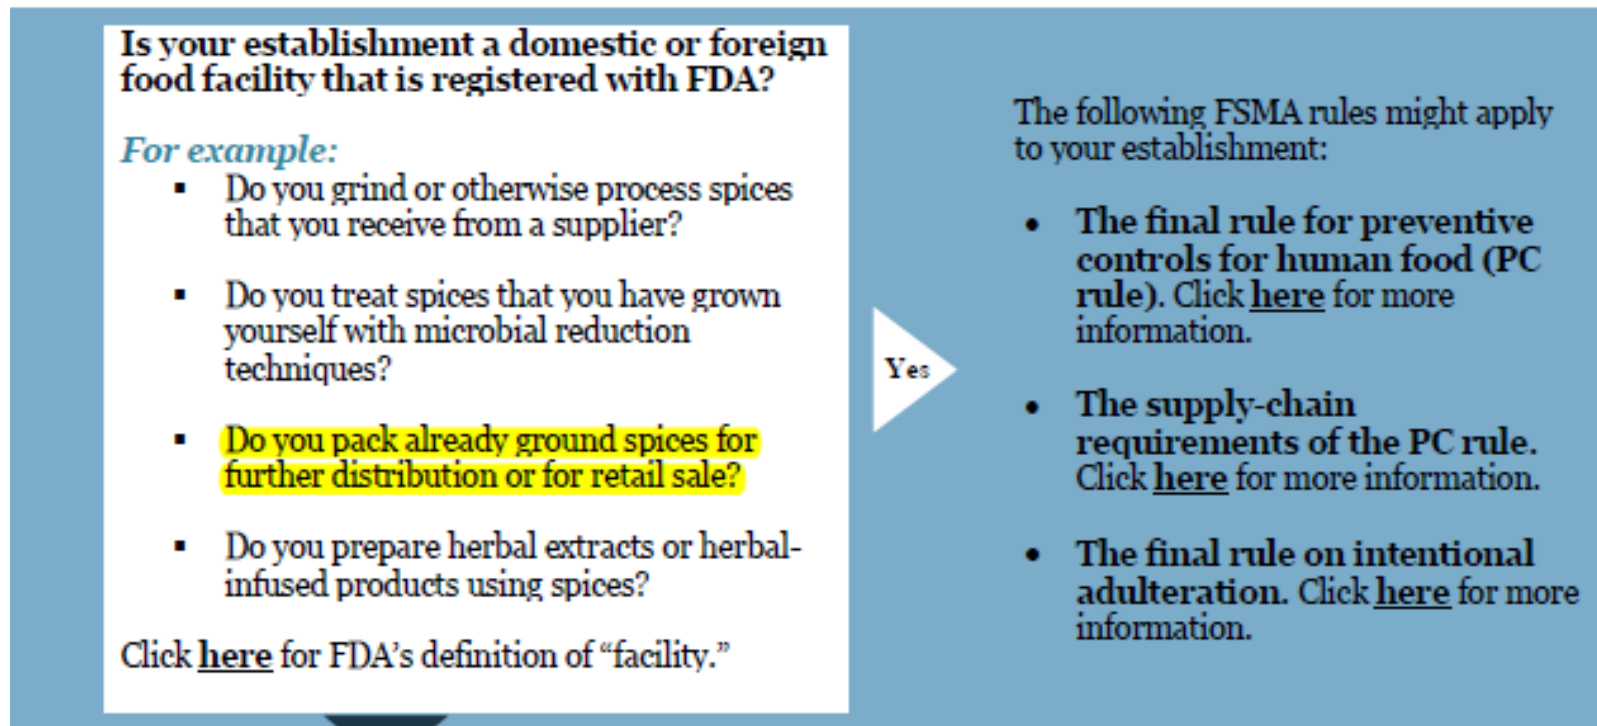 Is your establishment a domestic or foreign
food facility that is registered with FDA?
For example:
▪ Do you grind or otherwise process spices
that you receive from a supplier?
▪ Do you treat spices that you have grown
yourself with microbial reduction
techniques?
▪ Do you pack already ground spices for
further distribution or for retail sale?
▪ Do you prepare herbal extracts or herbal-
infused products using spices?
Click here for FDA’s definition of “facility.”
Yes
The following FSMA rules might apply
to your establishment:
• The final rule for preventive
controls for human food (PC
rule). Click here for more
information.
• The supply-chain
requirements of the PC rule.
Click here for more information.
• The final rule on intentional
adulteration. Click here for more
information.